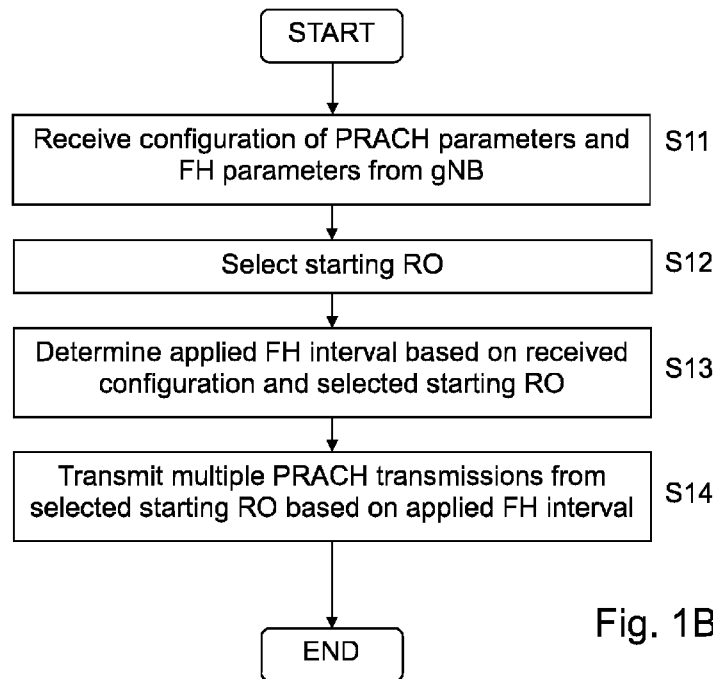 START
Receive configuration of PRACH parameters and
FH parameters from gNB
S11
Select starting RO
S12
Determine applied FH interval based on received
configuration and selected starting RO
S13
Transmit multiple PRACH transmissions from
selected starting RO based on applied FH interval
S14
END
Fig. 1B